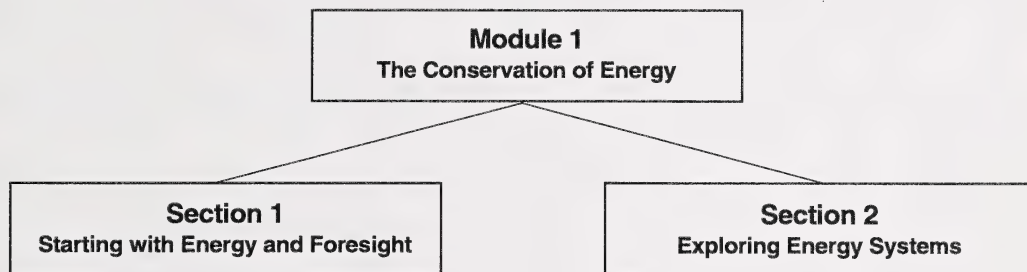 Module 1
The Conservation of Energy
Section 1
Starting with Energy and Foresight
Section 2
Exploring Energy Systems